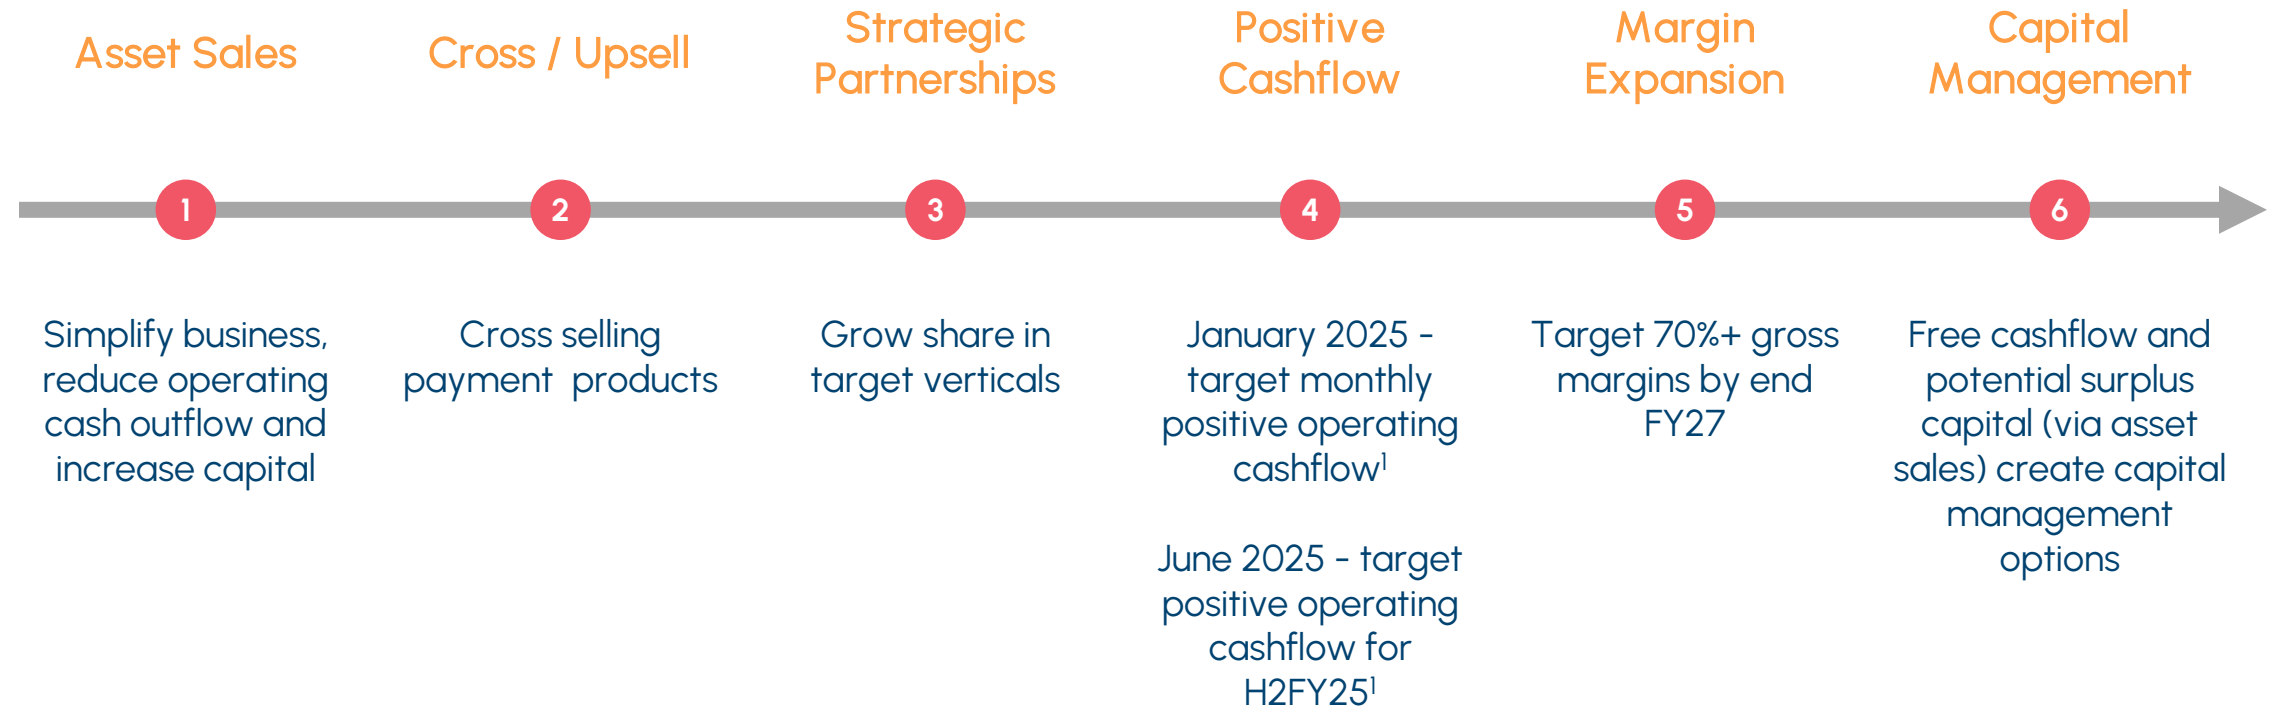 Asset Sales
Cross / Upsell
Strategic
Partnerships
Positive
Cashflow
Margin
Expansion
Capital
Management
1
2
3
4
5
6
Simplify business,
reduce operating
cash outflow and
increase capital
Cross selling
payment  products
Grow share in
target verticals
January 2025 -
target monthly
positive operating
cashflow¹
June 2025 - target
positive operating
cashflow for
H2FY25¹
Target 70%+ gross
margins by end
FY27
Free cashflow and
potential surplus
capital (via asset
sales) create capital
management
options